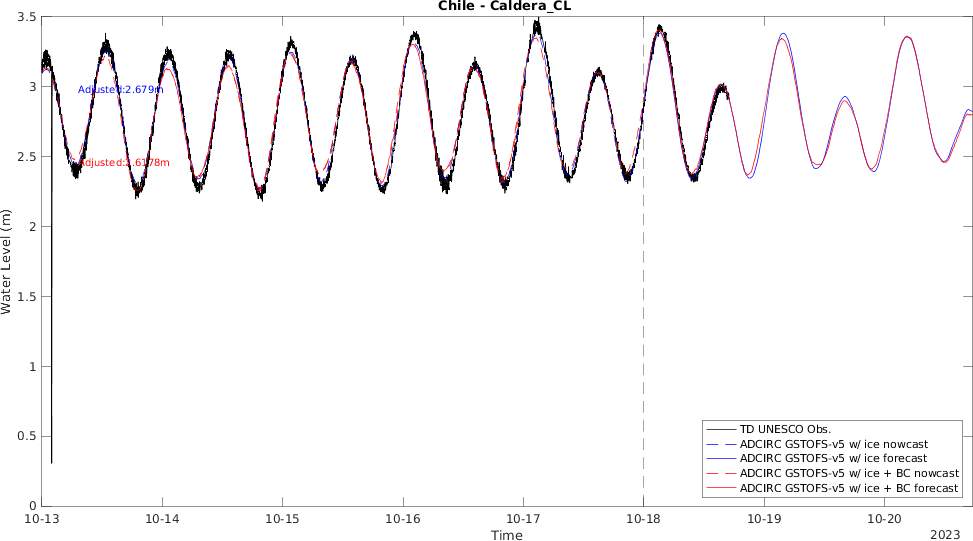 Chile - Caldera_CL
3.5
3
2.5
2
1.5
1
0.5
0
Water Level (m)
Adjusted:2.679m
Adjusted:2.6178m
TD UNESCO Obs.
ADCIRC GSTOFS-v5 w/ ice nowcast
ADCIRC GSTOFS-v5 w/ ice forecast
ADCIRC GSTOFS-v5 w/ ice + BC nowcast
ADCIRC GSTOFS-v5 w/ ice + BC forecast
10-13 10-14 10-15 10-16 10-17 10-18 10-19 10-20
Time
2023